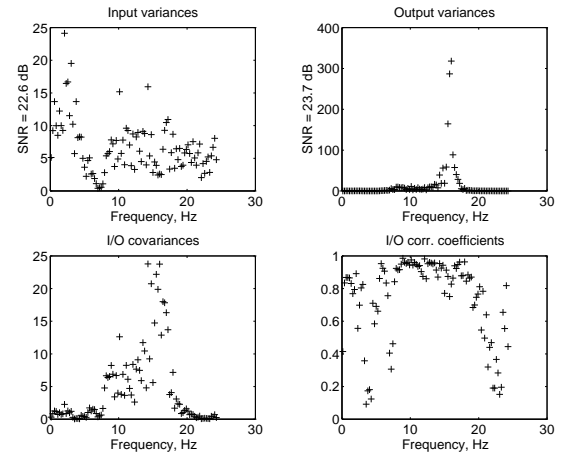 Input variances
25
20
15
10
5
0
SNR = 22.6 dB
0 10 20 30
Frequency, Hz
Output variances
400
300
200
100
0
SNR = 23.7 dB
0 10 20 30
Frequency, Hz
I/O covariances
25
20
15
10
5
0
0 10 20 30
Frequency, Hz
I/O corr. coefficients
1
0.8
0.6
0.4
0.2
0
0 10 20 30
Frequency, Hz